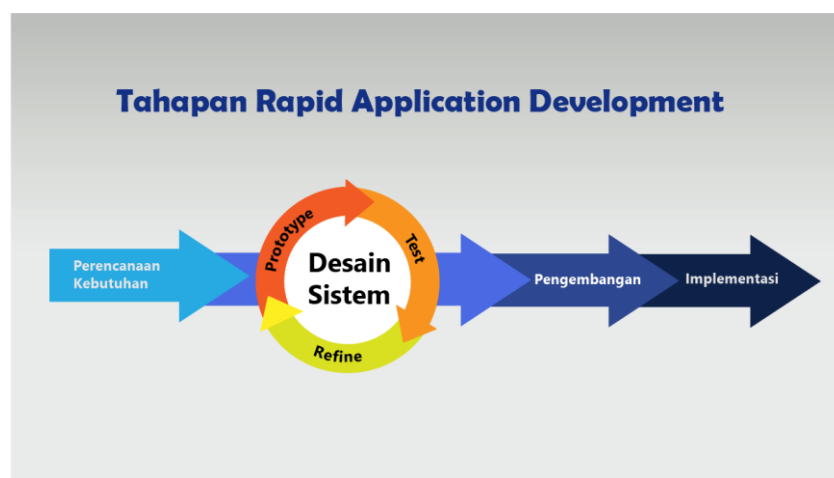 Tahapan Rapid Application Development
Perencanaan
Kebutuhan
Prototype
Test
Refine
Desain
Sistem
Pengembangan
Implementasi